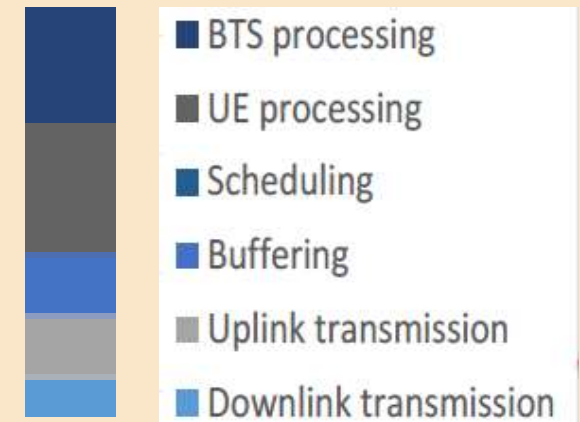 BTS processing
UE processing
Scheduling
Buffering
Uplink transmission
Downlink transmission